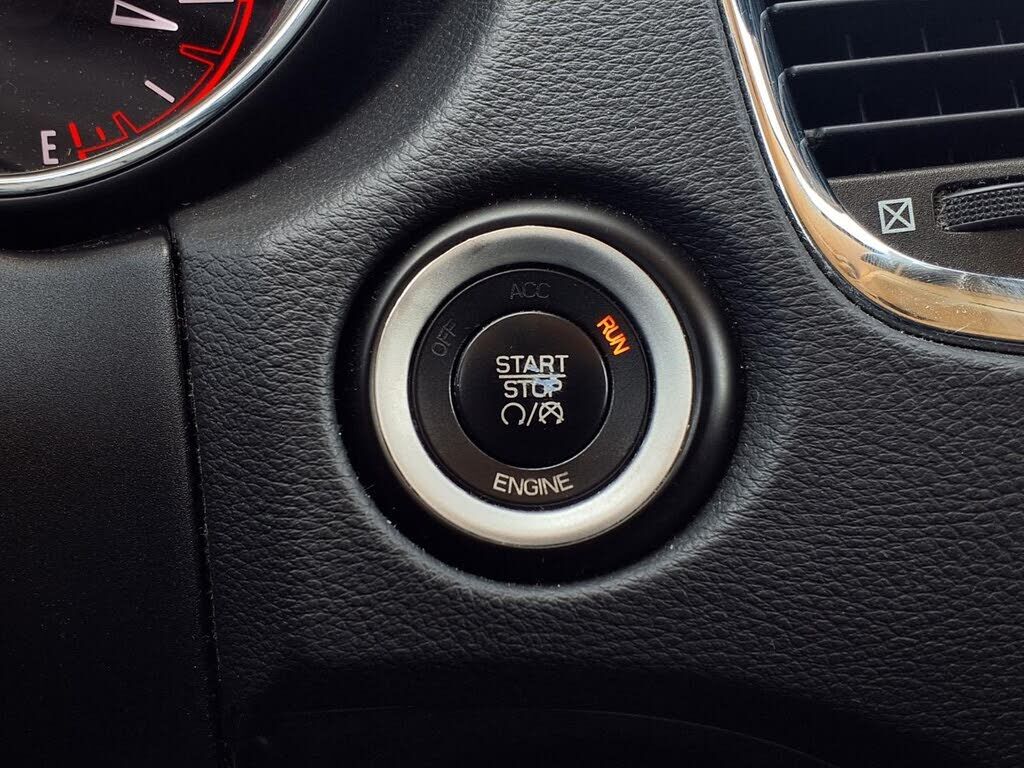 E
ACC
OFF
RUN
START
STOP
ENGINE